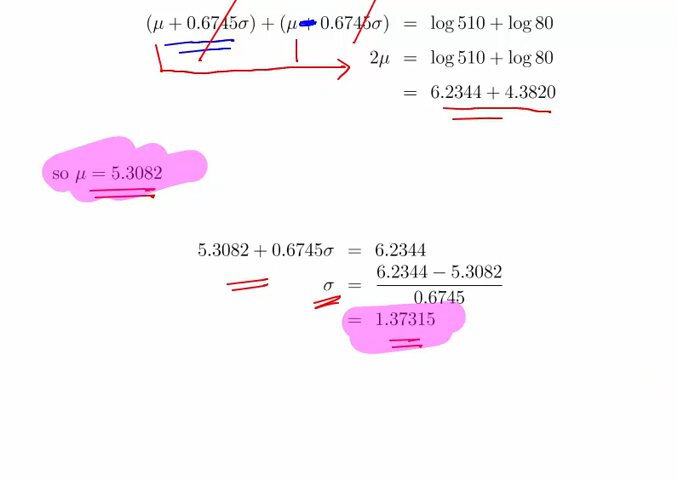 (μ + 0.6745σ) + (μ - 0.6745σ) = log 510 + log 80
2μ = log 510 + log 80
= 6.2344 + 4.3820
so μ = 5.3082
5.3082 + 0.6745σ = 6.2344
σ = (6.2344 − 5.3082) / 0.6745
= 1.37315